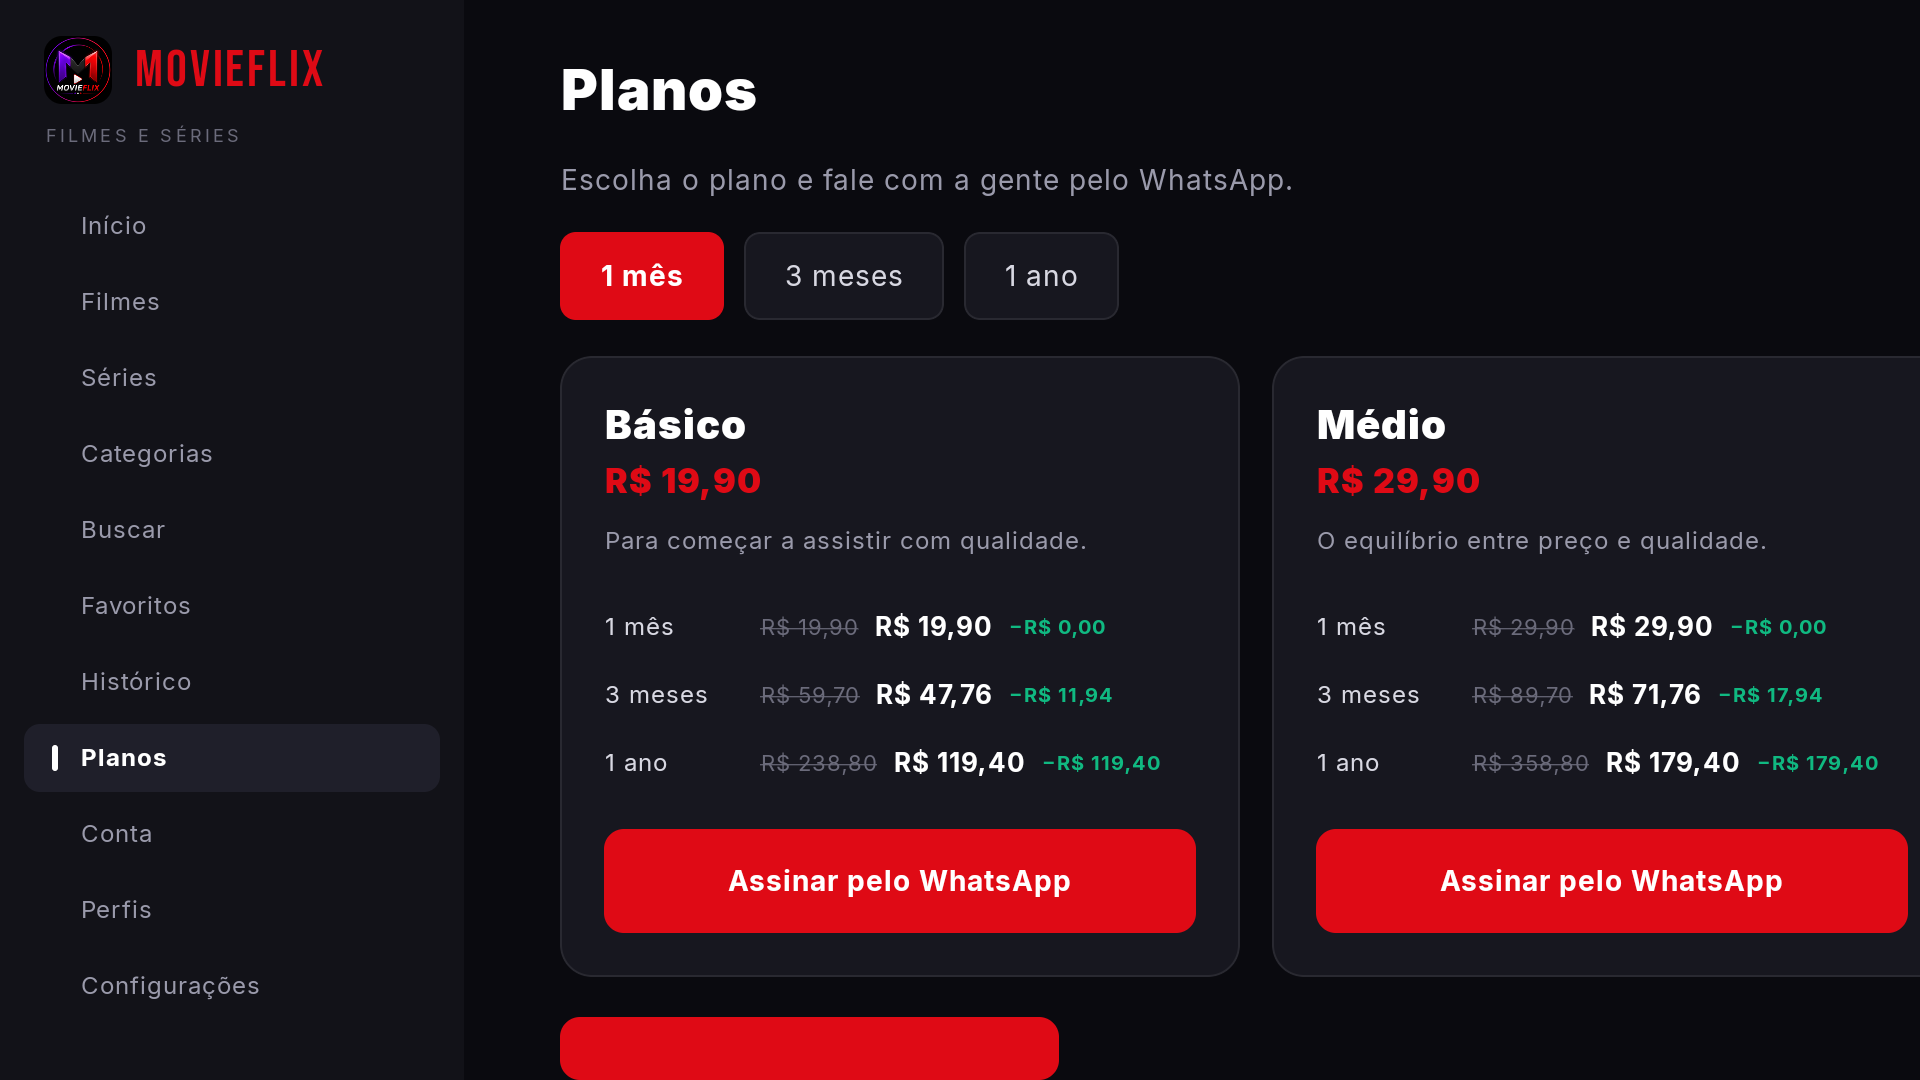 MOVIEFLIX
MOVIEFLIX
FILMES E SÉRIES
Início
Filmes
Séries
Categorias
Buscar
Favoritos
Histórico
Planos
Conta
Perfis
Configurações
Planos
Escolha o plano e fale com a gente pelo WhatsApp.
1 mês
3 meses
1 ano
Básico
R$ 19,90
Para começar a assistir com qualidade.
1 mês R$ 19,90 R$ 19,90 −R$ 0,00
3 meses R$ 59,70 R$ 47,76 −R$ 11,94
1 ano R$ 238,80 R$ 119,40 −R$ 119,40
Assinar pelo WhatsApp
Médio
R$ 29,90
O equilíbrio entre preço e qualidade.
1 mês R$ 29,90 R$ 29,90 −R$ 0,00
3 meses R$ 89,70 R$ 71,76 −R$ 17,94
1 ano R$ 358,80 R$ 179,40 −R$ 179,40
Assinar pelo WhatsApp